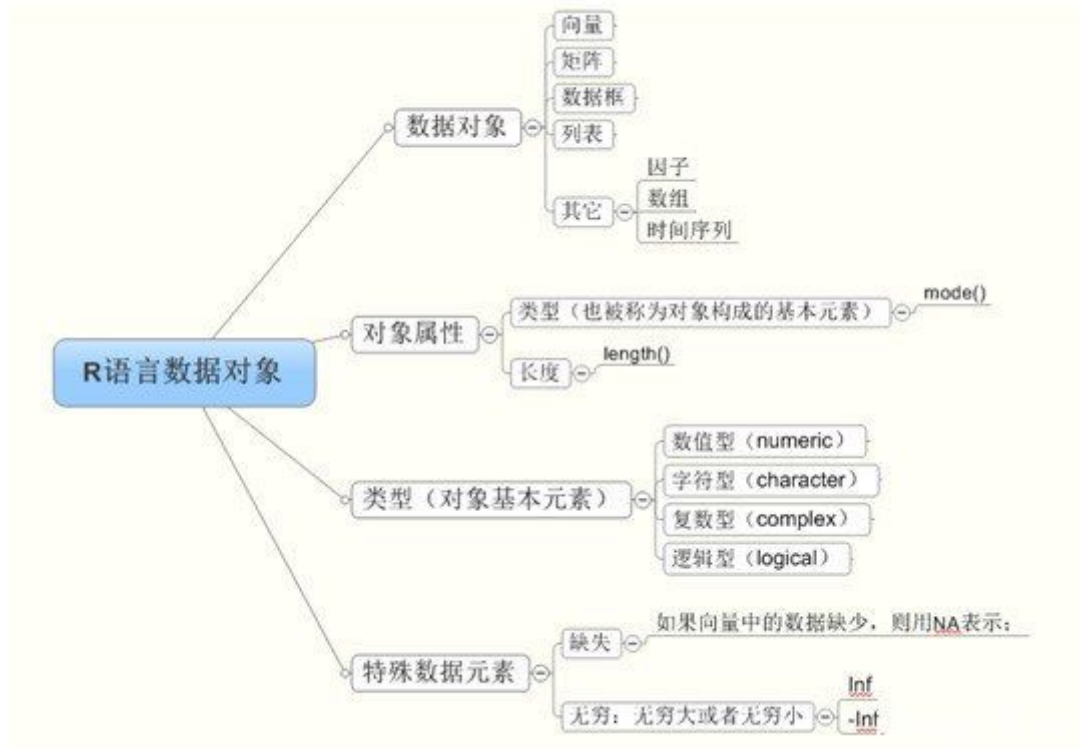 向量
矩阵
数据框
列表
其它
因子
数组
时间序列
数据对象
R语言数据对象
对象属性
类型（也被称为对象构成的基本元素）
mode()
长度
length()
类型（对象基本元素）
数值型（numeric）
字符型（character）
复数型（complex）
逻辑型（logical）
特殊数据元素
缺失
如果向量中的数据缺少，则用NA表示；
无穷：无穷大或者无穷小
Inf
-Inf